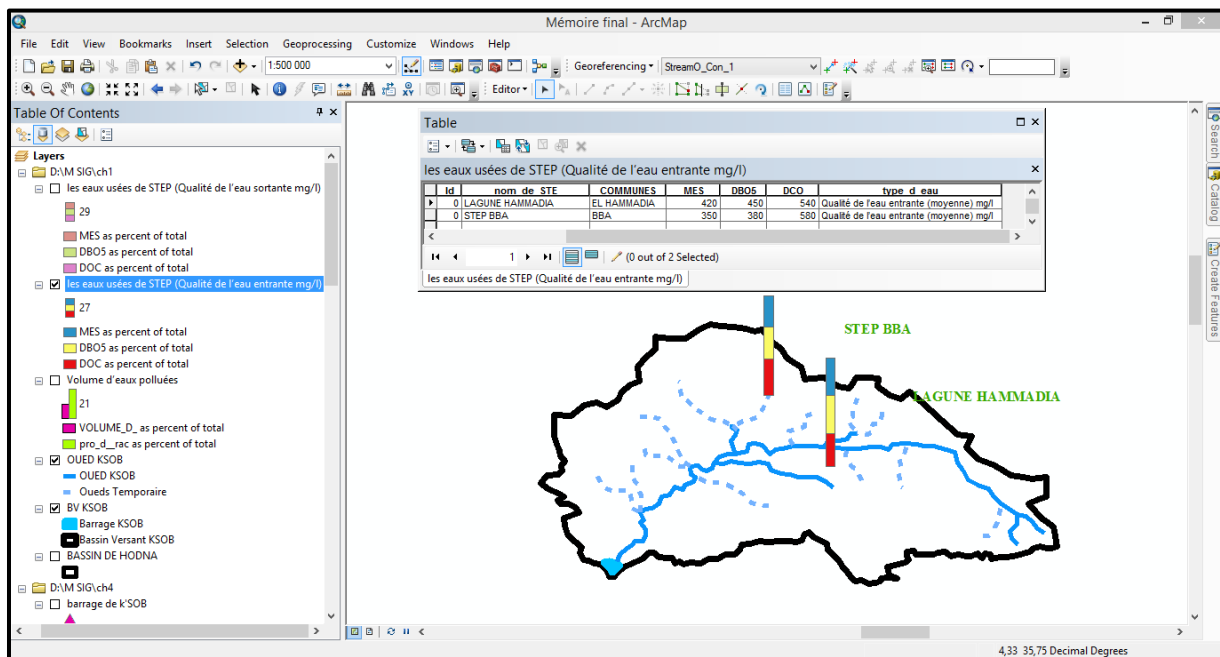 Mémoire final - ArcMap
File Edit View Bookmarks Insert Selection Geoprocessing Customize Windows Help
1:500 000 Georeferencing StreamO_Con_1
Editor
Table Of Contents
Layers
D:\M SIG\ch1
les eaux usées de STEP (Qualité de l'eau sortante mg/l)
29
MES as percent of total
DBO5 as percent of total
DOC as percent of total
les eaux usées de STEP (Qualité de l'eau entrante mg/l)
27
MES as percent of total
DBO5 as percent of total
DOC as percent of total
Volume d'eaux polluées
21
VOLUME_D_ as percent of total
pro_d_rac as percent of total
OUED KSOB
OUED KSOB
Oueds Temporaire
BV KSOB
Barrage KSOB
Bassin Versant KSOB
BASSIN DE HODNA
D:\M SIG\ch4
barrage de k'SOB
Table
les eaux usées de STEP (Qualité de l'eau entrante mg/l)
Id nom_de_STE COMMUNES MES DBO5 DCO type_d_eau
0 LAGUNE HAMMADIA EL HAMMADIA 420 450 540 Qualité de l'eau entrante (moyenne) mg/l
0 STEP BBA BBA 350 380 580 Qualité de l'eau entrante (moyenne) mg/l
1 (0 out of 2 Selected)
les eaux usées de STEP (Qualité de l'eau entrante mg/l)
STEP BBA
LAGUNE HAMMADIA
Search
Catalog
Create Features
4,33 35,75 Decimal Degrees